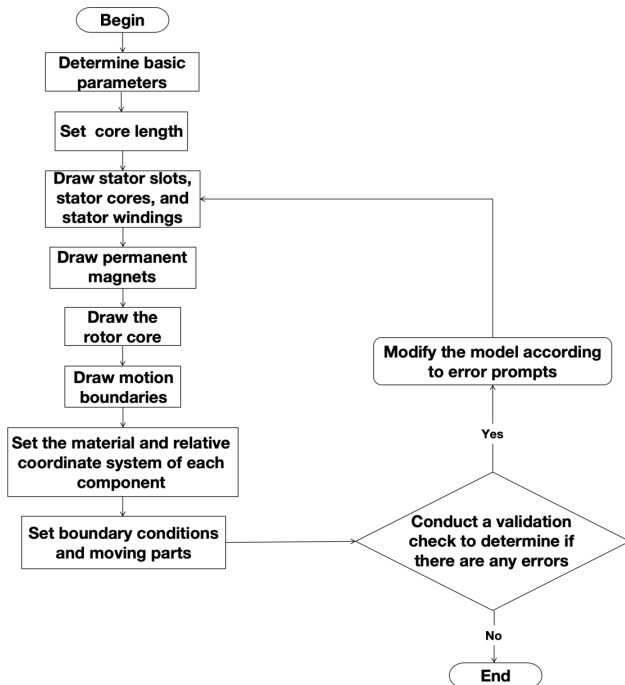 Begin
Determine basic
parameters
Set core length
Draw stator slots,
stator cores, and
stator windings
Draw permanent
magnets
Draw the
rotor core
Draw motion
boundaries
Set the material and relative
coordinate system of each
component
Set boundary conditions
and moving parts
Conduct a validation
check to determine if
there are any errors
Yes
Modify the model according
to error prompts
No
End